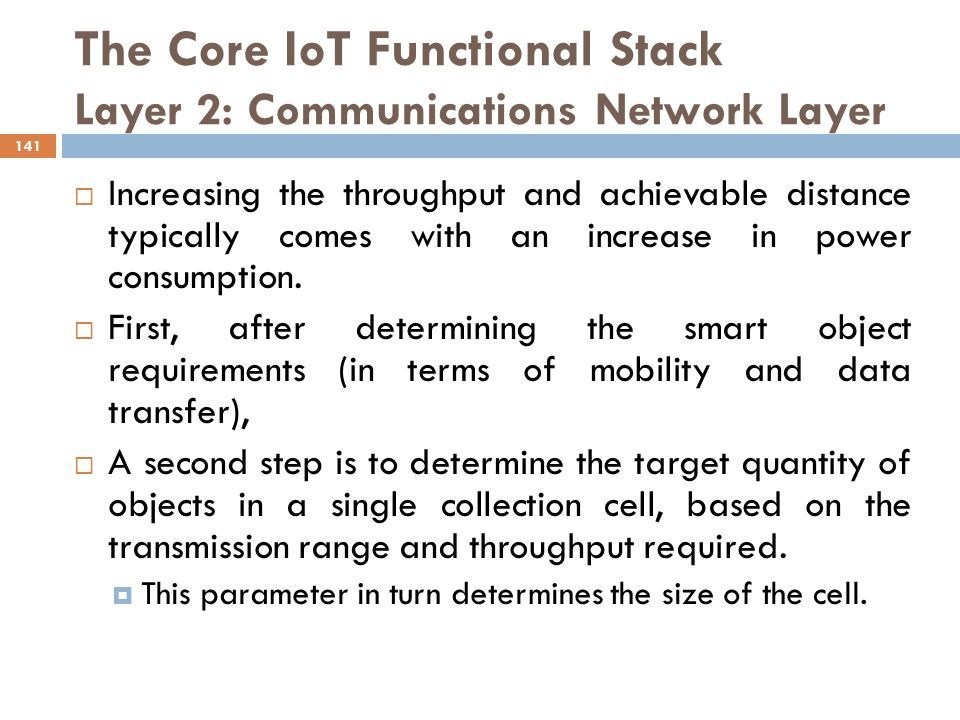 The Core IoT Functional Stack
Layer 2: Communications Network Layer
141
Increasing the throughput and achievable distance
typically comes with an increase in power
consumption.
First, after determining the smart object
requirements (in terms of mobility and data
transfer),
A second step is to determine the target quantity of
objects in a single collection cell, based on the
transmission range and throughput required.
This parameter in turn determines the size of the cell.